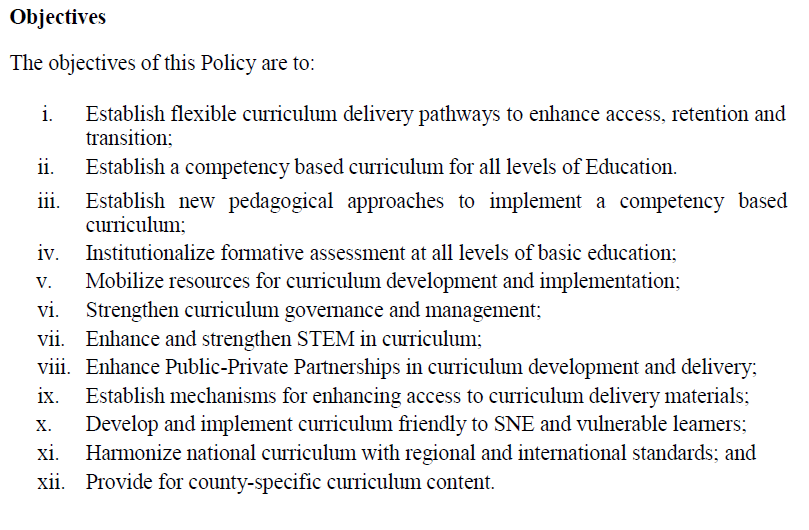 Objectives
The objectives of this Policy are to:
i. Establish flexible curriculum delivery pathways to enhance access, retention and
transition;
ii. Establish a competency based curriculum for all levels of Education.
iii. Establish new pedagogical approaches to implement a competency based
curriculum;
iv. Institutionalize formative assessment at all levels of basic education;
v. Mobilize resources for curriculum development and implementation;
vi. Strengthen curriculum governance and management;
vii. Enhance and strengthen STEM in curriculum;
viii. Enhance Public-Private Partnerships in curriculum development and delivery;
ix. Establish mechanisms for enhancing access to curriculum delivery materials;
x. Develop and implement curriculum friendly to SNE and vulnerable learners;
xi. Harmonize national curriculum with regional and international standards; and
xii. Provide for county-specific curriculum content.